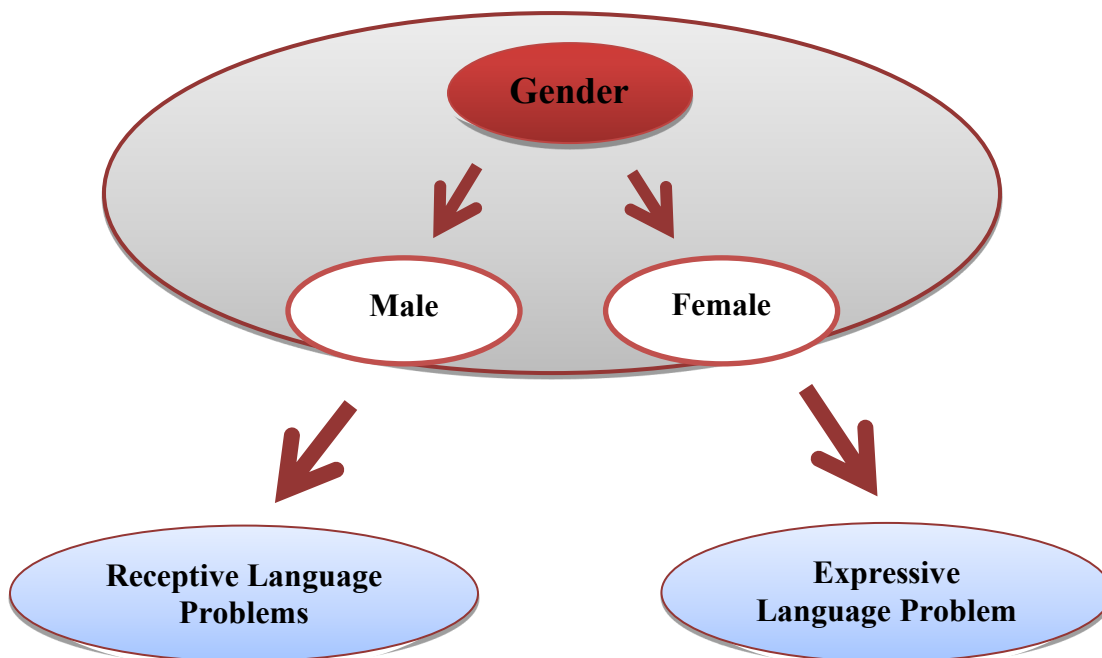 Gender
Male
Female
Receptive Language
Problems
Expressive
Language Problem